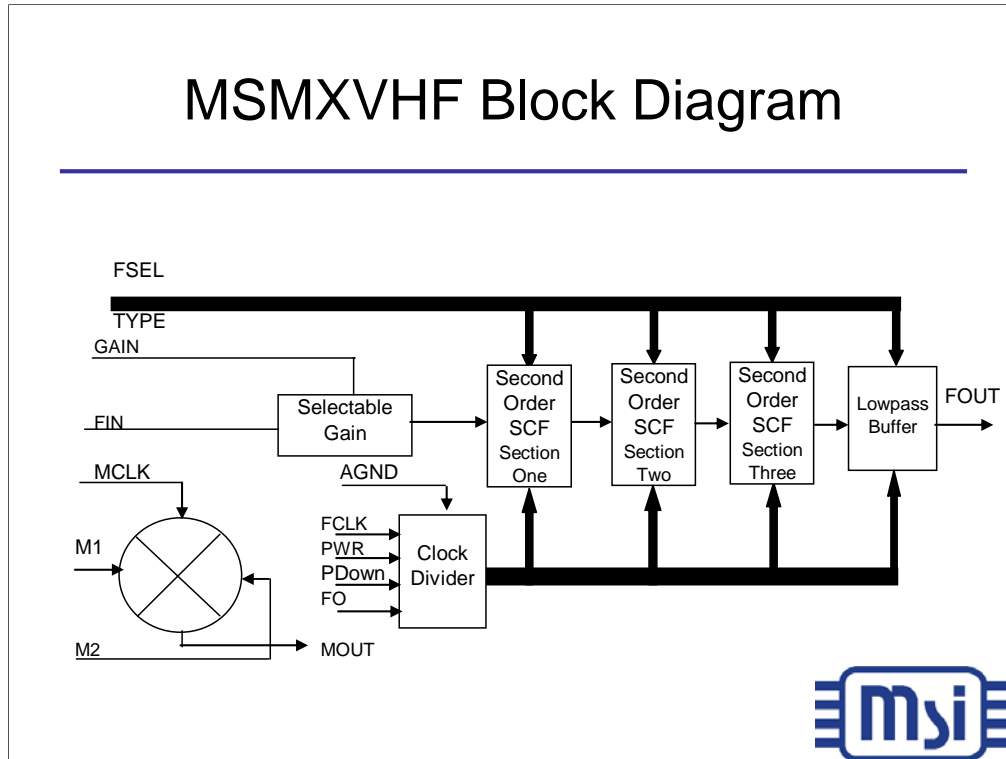 MSMXVHF Block Diagram
FSEL
TYPE
GAIN
FIN
Selectable
Gain
Second
Order
SCF
Section
One
Second
Order
SCF
Section
Two
Second
Order
SCF
Section
Three
Lowpass
Buffer
FOUT
MCLK
AGND
M1
M2
MOUT
FCLK
PWR
PDown
FO
Clock
Divider
msi